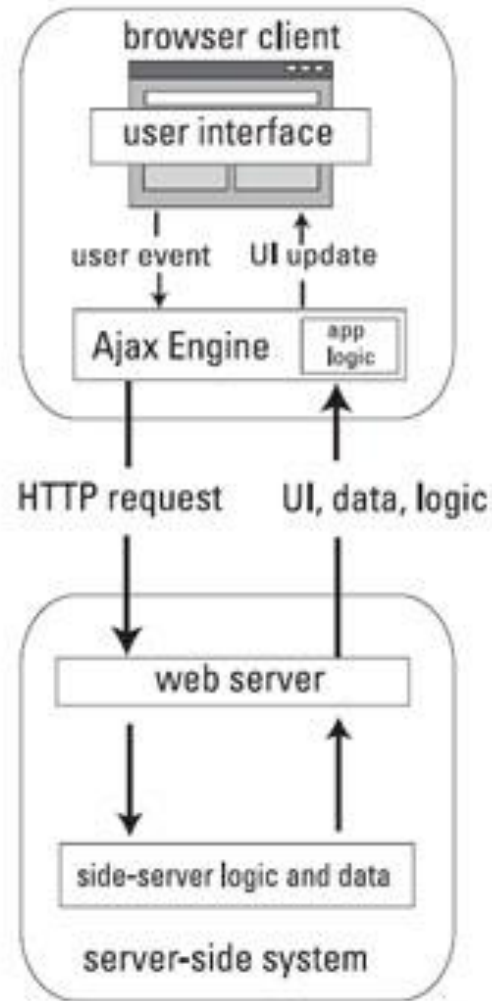 browser client
user interface
user event UI update
Ajax Engine
app
logic
HTTP request UI, data, logic
web server
side-server logic and data
server-side system